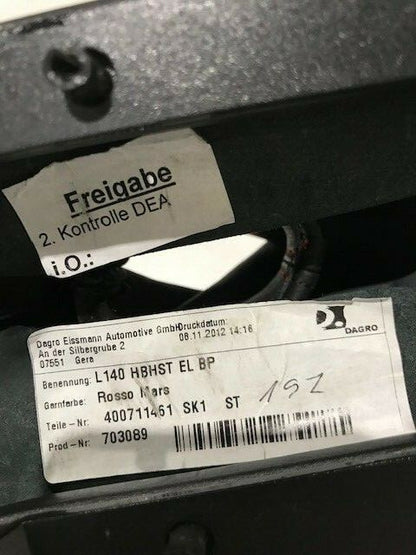 Freigabe
2. Kontrolle DEA
i.O.:
Dagro Eissmann Automotive GmbH Druckdatum:
An der Silbergrube 2 08.11.2012 14:16
07551 Gera
DAGRO
Benennung: L140 HBHST EL BP
Garnfarbe: Rosso Mars
Teile-Nr: 400711461 SK1 ST 191
Prod-Nr: 703089